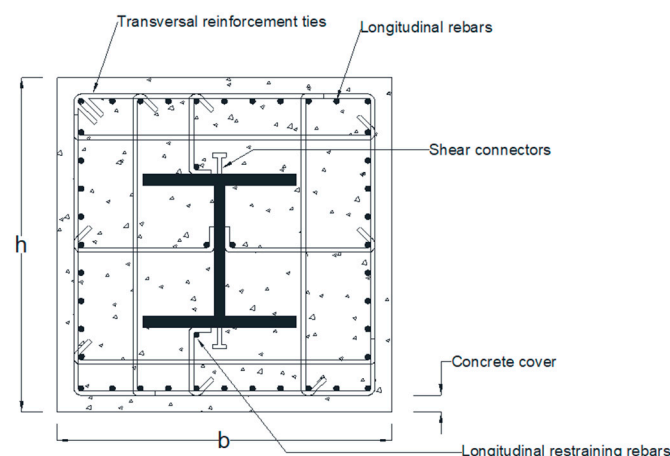 Transversal reinforcement ties
Longitudinal rebars
Shear connectors
h
Concrete cover
b
Longitudinal restraining rebars